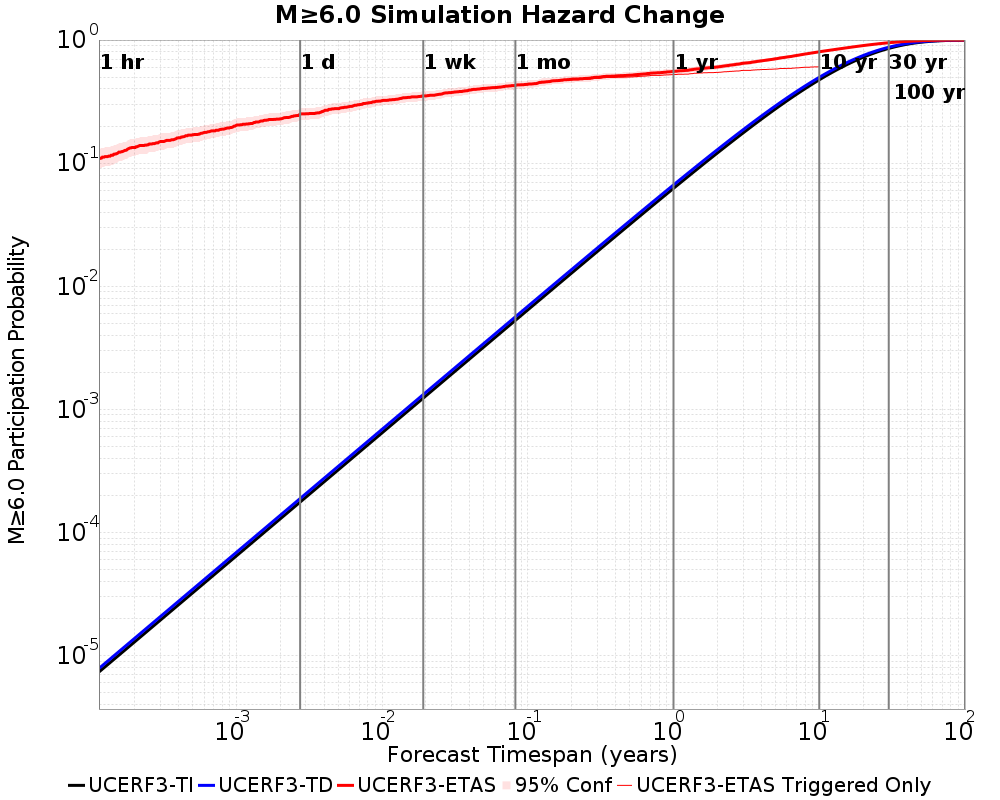 M≥6.0 Simulation Hazard Change
10^0
1 hr
1 d
1 wk
1 mo
1 yr
10 yr
30 yr
100 yr
10^-1
10^-2
10^-3
10^-4
10^-5
M≥6.0 Participation Probability
10^-3
10^-2
10^-1
10^0
10^1
10^2
Forecast Timespan (years)
UCERF3-TI UCERF3-TD UCERF3-ETAS 95% Conf UCERF3-ETAS Triggered Only